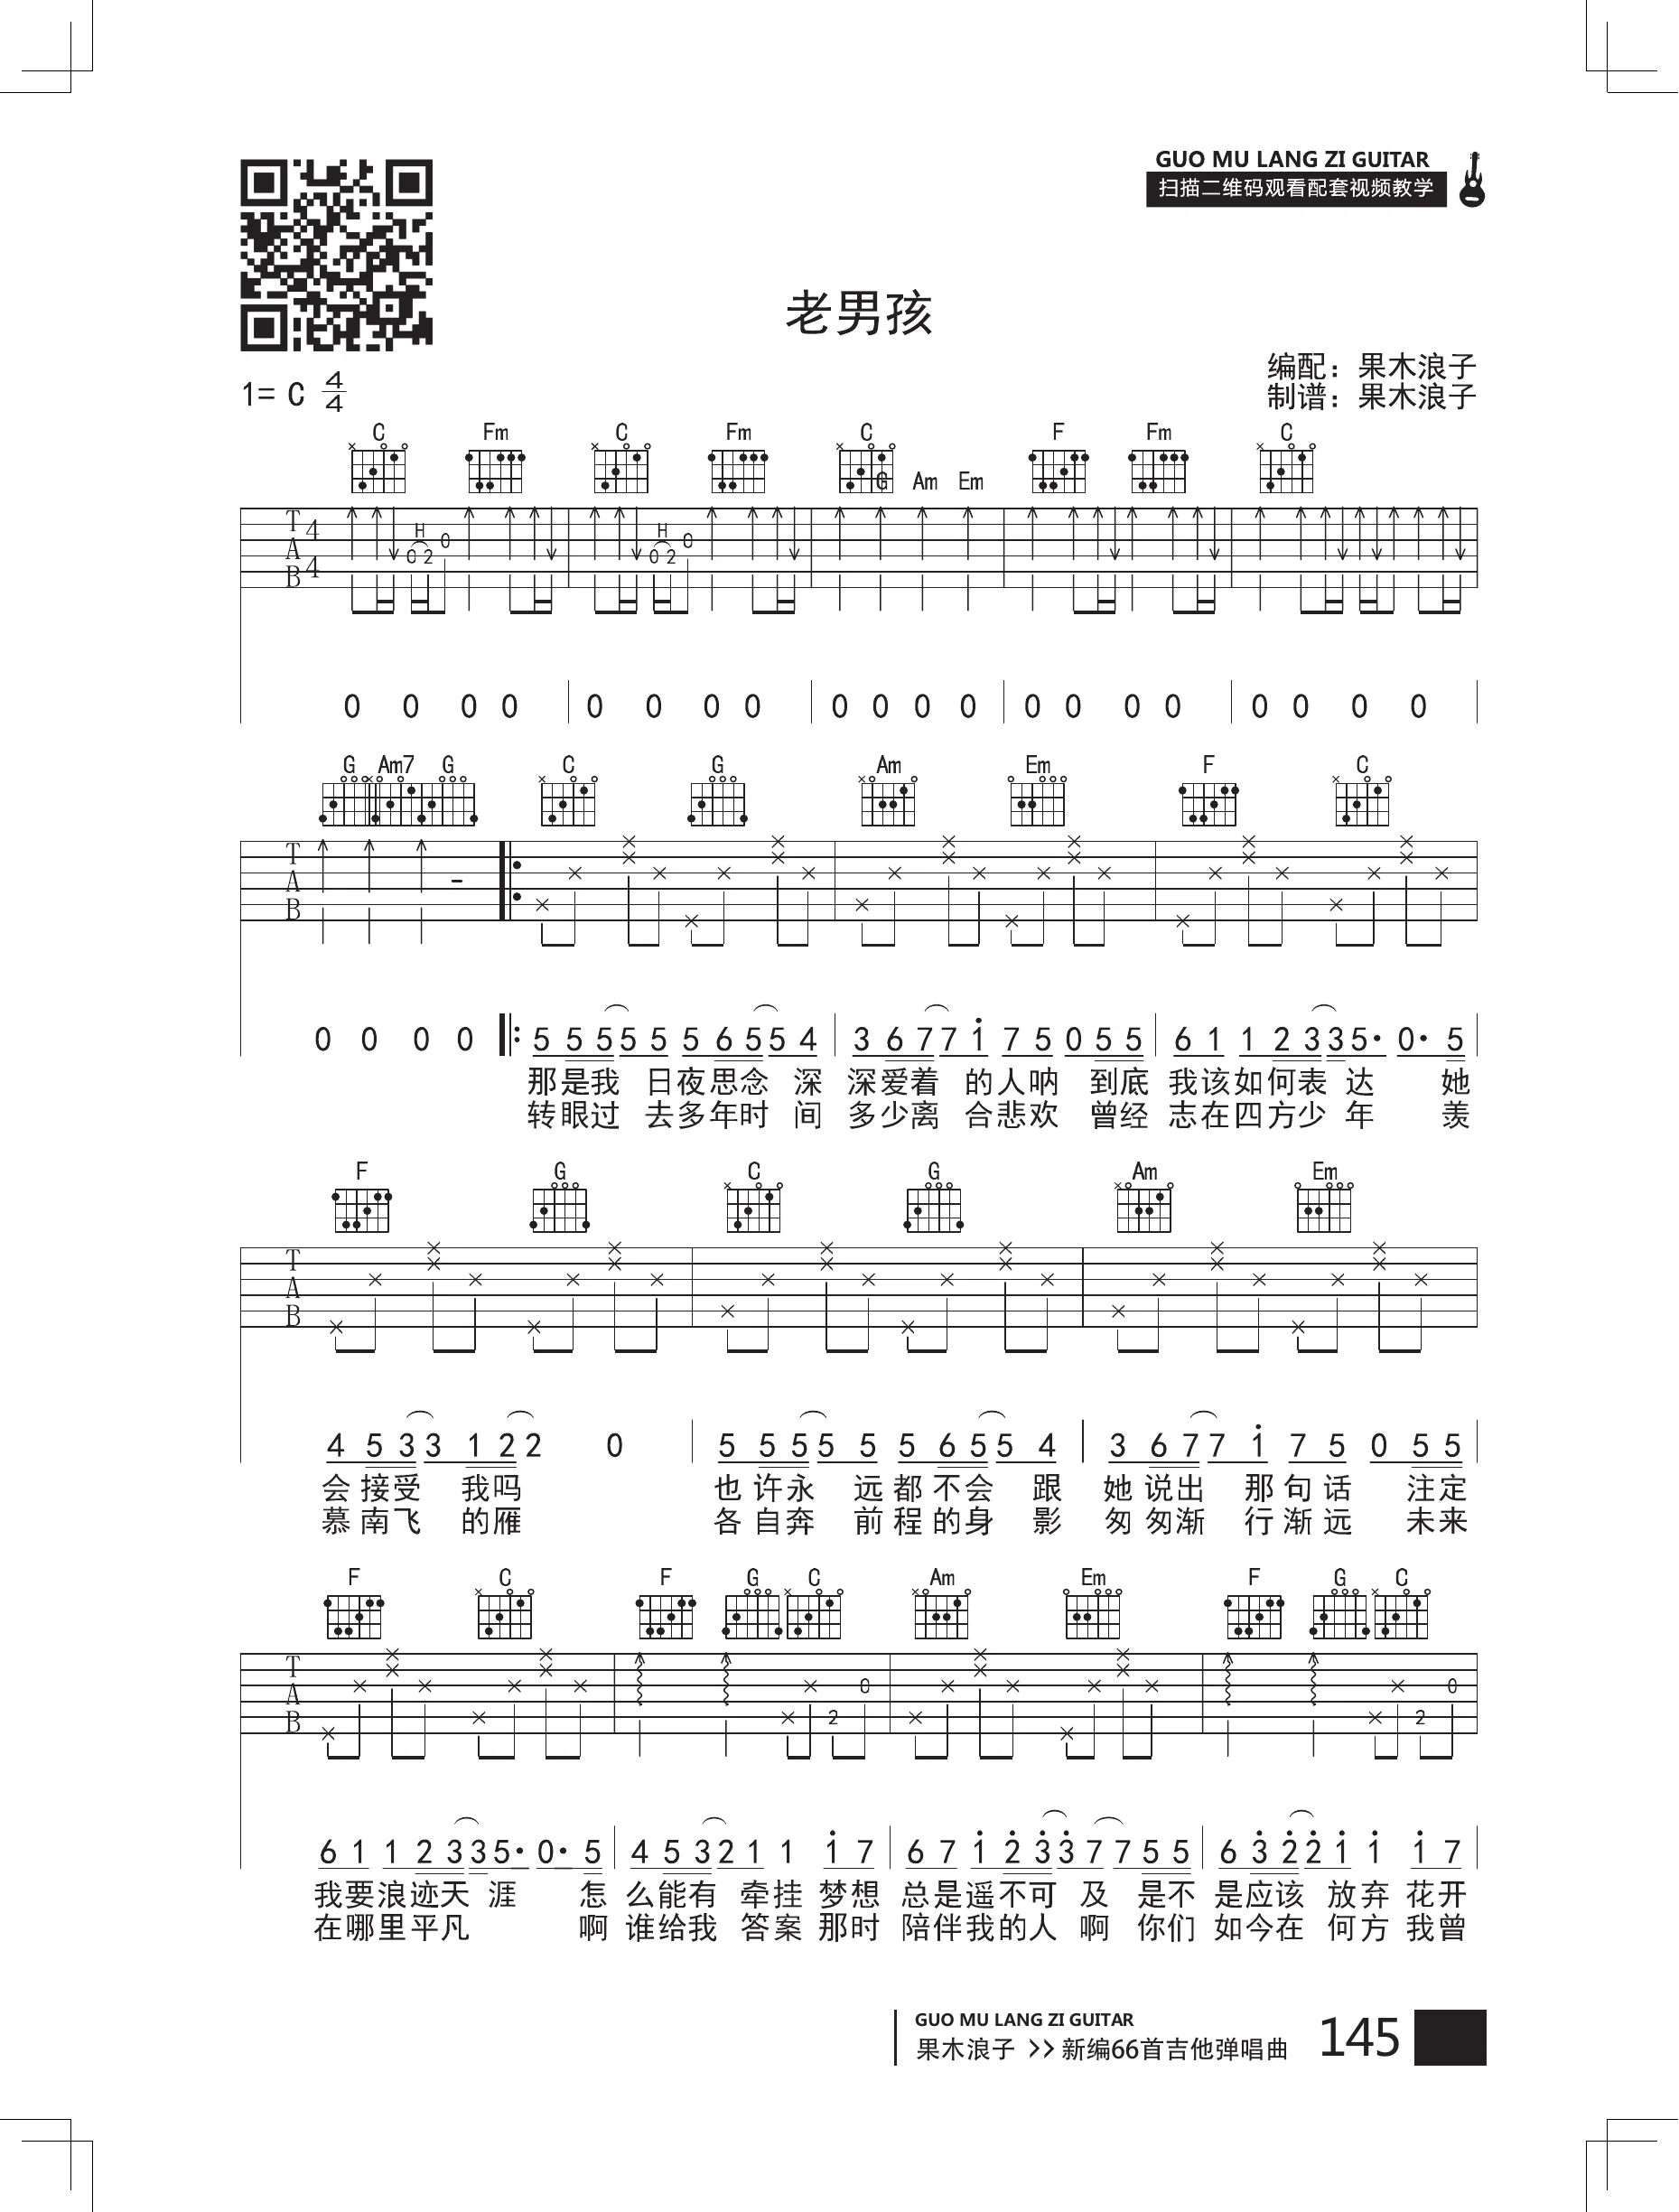 GUO MU LANG ZI GUITAR
扫描二维码观看配套视频教学
老男孩
编配：果木浪子
制谱：果木浪子
1= C 4/4
C Fm C Fm C G Am Em F Fm C
T A B 4 4 H 0 2 0 H 0 2 0
0 0 0 0 0 0 0 0 0 0 0 0 0 0 0 0 0 0 0 0
G Am7 G C G Am Em F C
T A B
0 0 0 0 5 5 5 5 5 5 6 5 5 4 3 6 7 7 1 7 5 0 5 5 6 1 1 2 3 3 5· 0· 5
那是我 日夜思念 深 深爱着 的人呐 到底 我该如何表 达 她
转眼过 去多年时 间 多少离 合悲欢 曾经 志在四方少 年 羡
F G C G Am Em
T A B
4 5 3 3 1 2 2 0 5 5 5 5 5 5 6 5 5 4 3 6 7 7 1 7 5 0 5 5
会 接受 我吗 也 许永 远都不会 跟 她 说出 那句话 注定
慕 南飞 的雁 各 自奔 前程的身 影 匆 匆渐 行渐远 未来
F C F G C Am Em F G C
T A B 0 2 0 2
6 1 1 2 3 3 5· 0· 5 4 5 3 2 1 1 1 7 6 7 1 2 3 3 7 7 5 5 6 3 2 2 1 1 1 7
我要浪迹天 涯 怎 么能有 牵挂 梦想 总是遥不可 及 是不 是应该 放弃 花开
在哪里平凡 啊 谁给我 答案 那时 陪伴我的人 啊 你们 如今在 何方 我曾
GUO MU LANG ZI GUITAR
果木浪子 >> 新编66首吉他弹唱曲 145